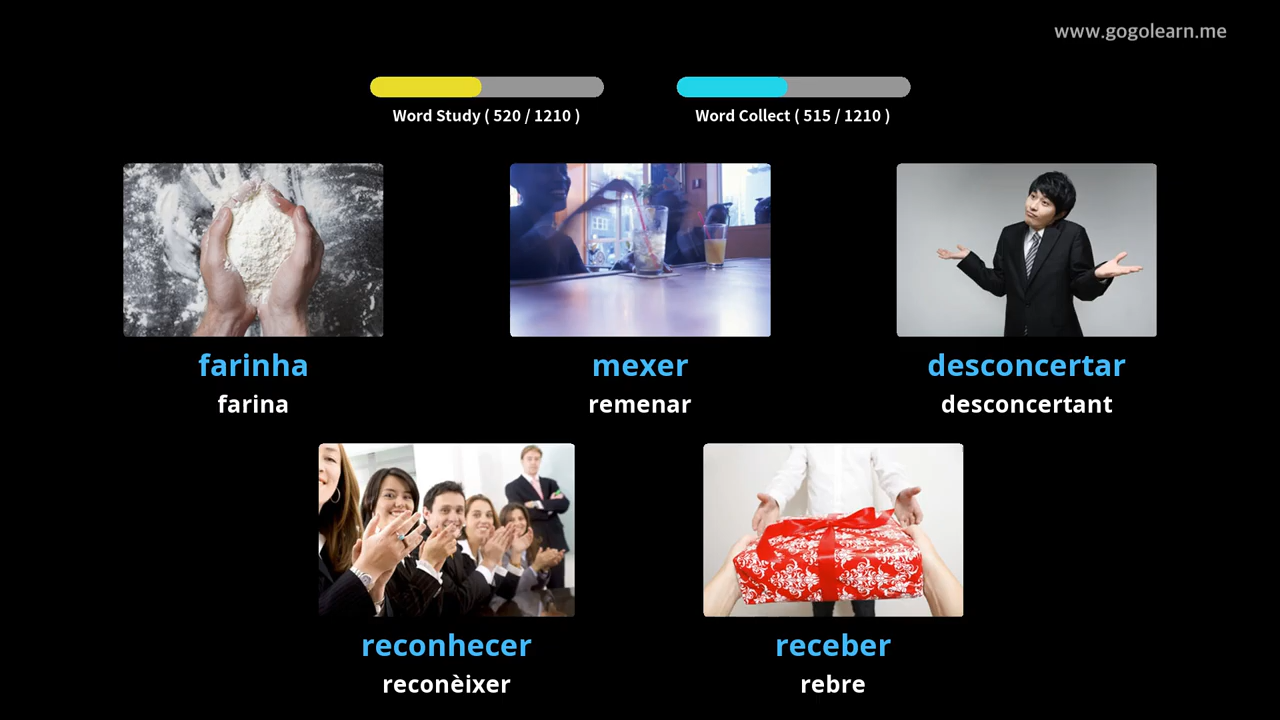 www.gogolearn.me
Word Study ( 520 / 1210 )
Word Collect ( 515 / 1210 )
farinha
farina
mexer
remenar
desconcertar
desconcertant
reconhecer
reconèixer
receber
rebre